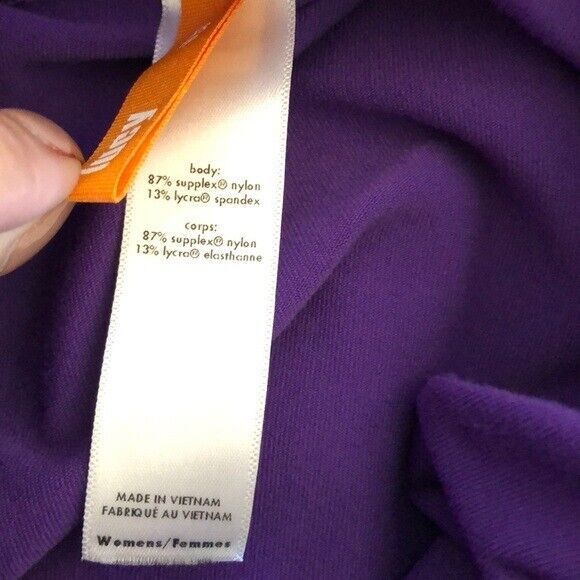 body:
87% supplex® nylon
13% lycra® spandex
corps:
87% supplex® nylon
13% lycra® elasthanne
MADE IN VIETNAM
FABRIQUÉ AU VIETNAM
Womens/Femmes